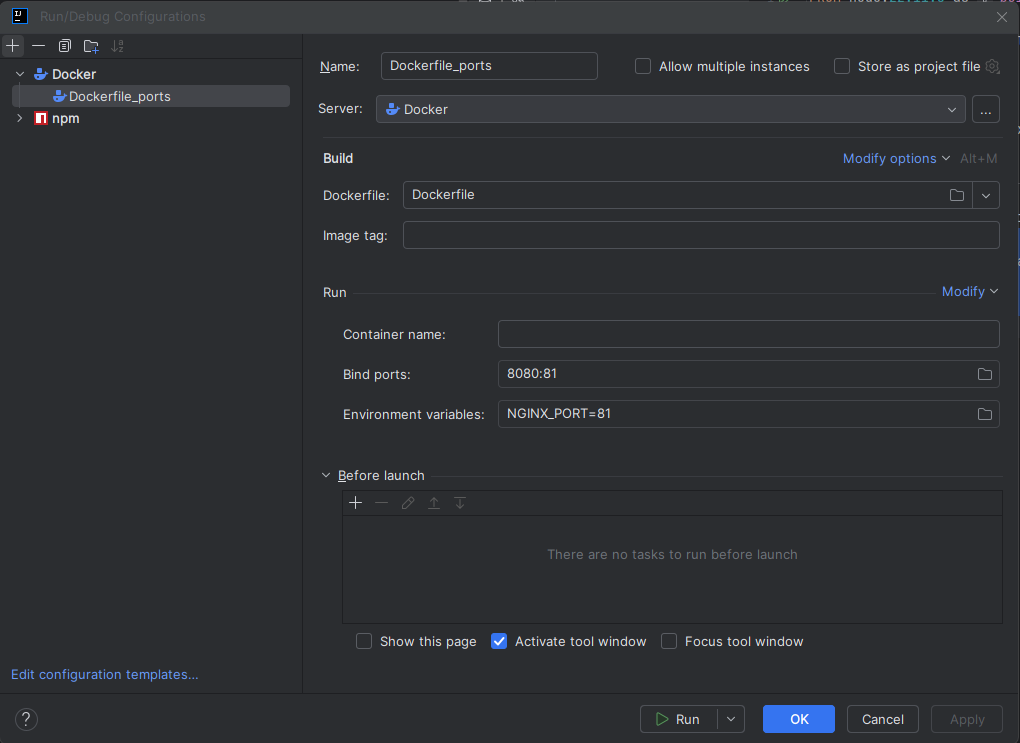 Run/Debug Configurations
Docker
Dockerfile_ports
npm
Edit configuration templates...
Name: Dockerfile_ports Allow multiple instances Store as project file
Server: Docker ...
Build Modify options Alt+M
Dockerfile: Dockerfile
Image tag:
Run Modify
Container name:
Bind ports: 8080:81
Environment variables: NGINX_PORT=81
Before launch
There are no tasks to run before launch
Show this page Activate tool window Focus tool window
? Run OK Cancel Apply